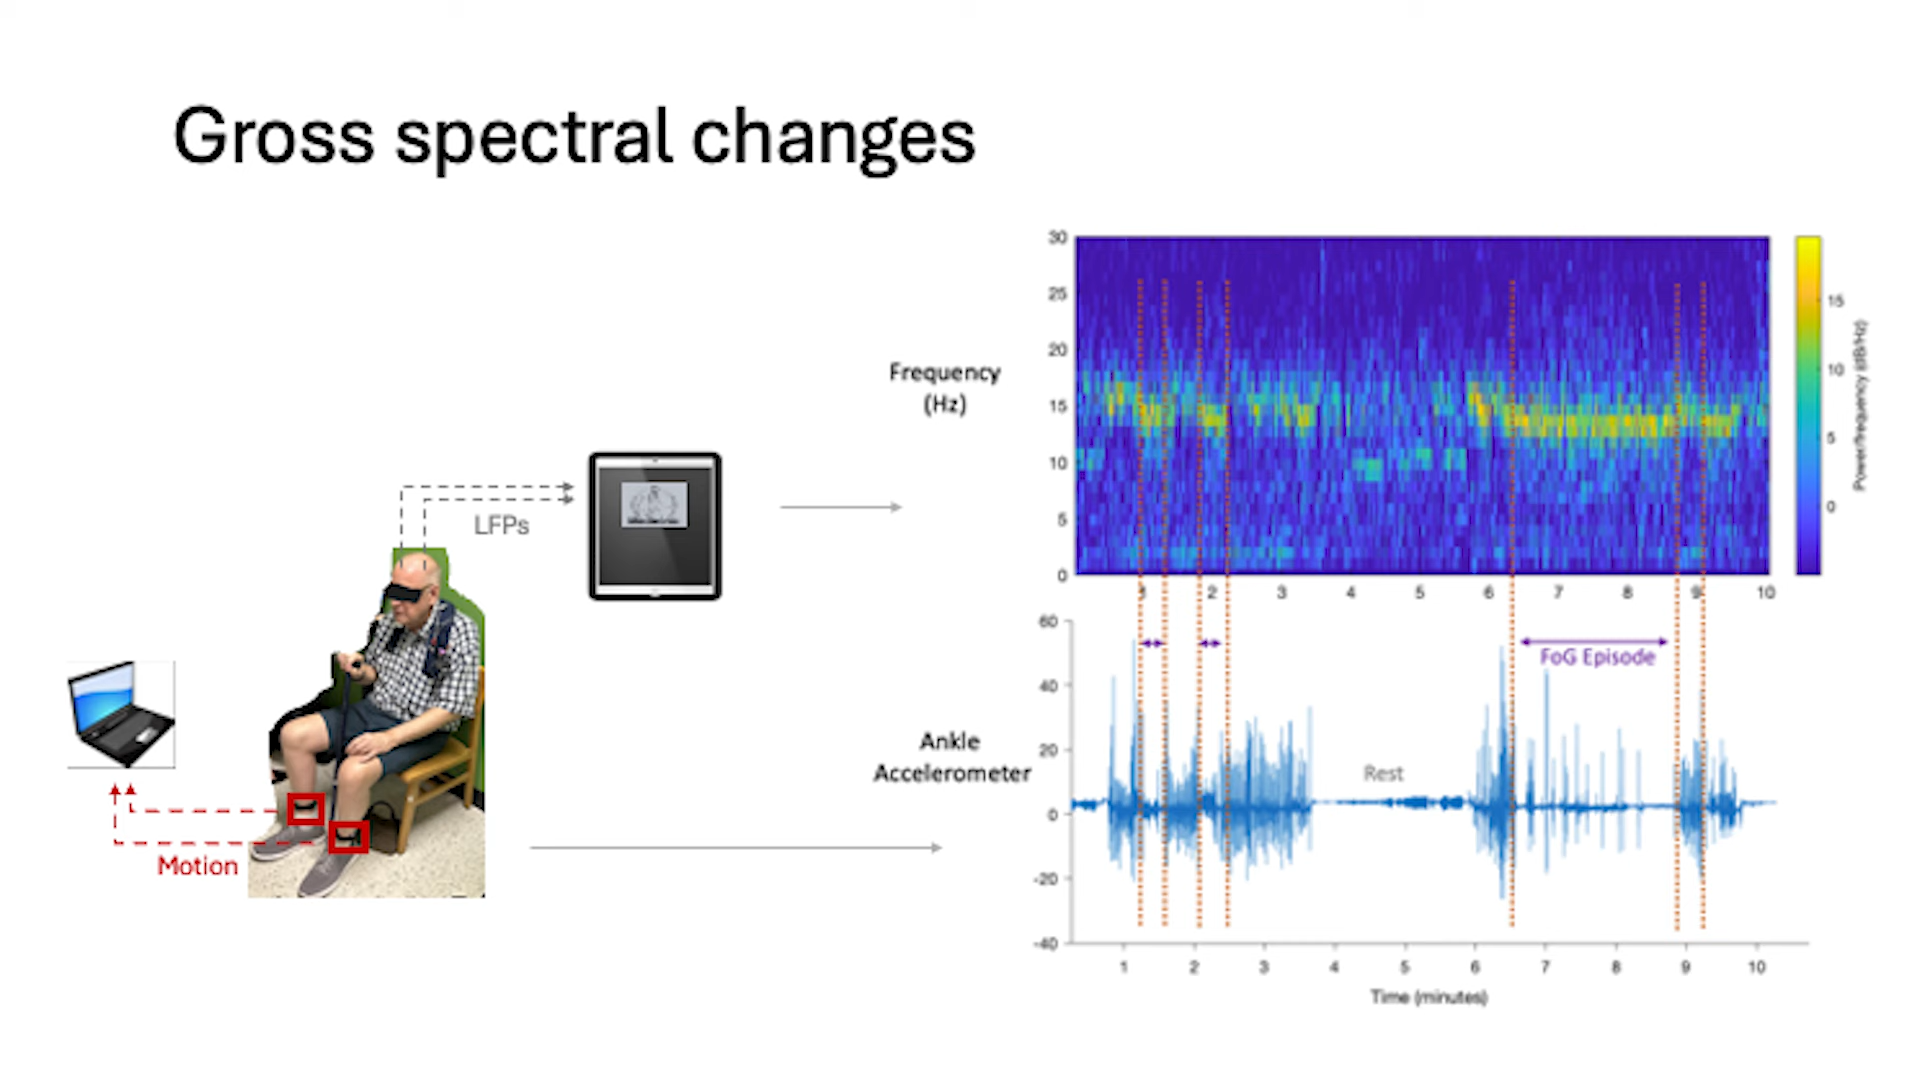 Gross spectral changes
Frequency
(Hz)
30
25
20
15
10
5
0
1 2 3 4 5 6 7 8 9 10
15
10
5
0
Power/frequency (dB/Hz)
LFPs
Motion
Ankle
Accelerometer
60
40
20
0
-20
-40
FoG Episode
Rest
1 2 3 4 5 6 7 8 9 10
Time (minutes)